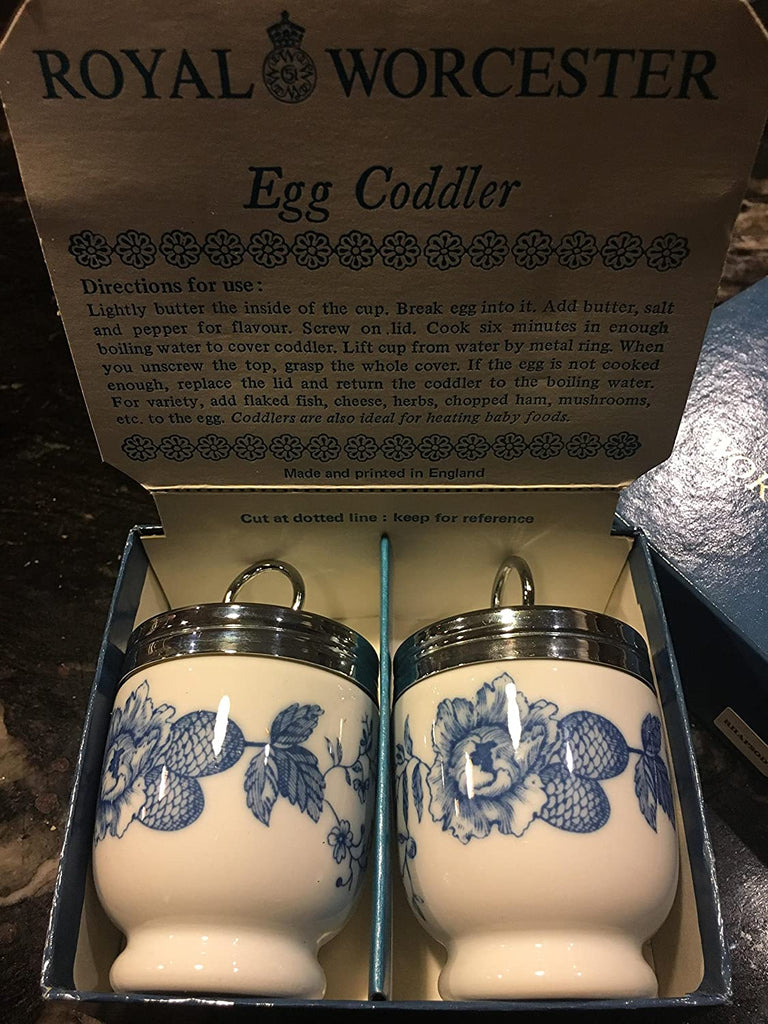 ROYAL WORCESTER
51
Egg Coddler
Directions for use:
Lightly butter the inside of the cup. Break egg into it. Add butter, salt
and pepper for flavour. Screw on lid. Cook six minutes in enough
boiling water to cover coddler. Lift cup from water by metal ring. When
you unscrew the top, grasp the whole cover. If the egg is not cooked
enough, replace the lid and return the coddler to the boiling water.
For variety, add flaked fish, cheese, herbs, chopped ham, mushrooms,
etc. to the egg. Coddlers are also ideal for heating baby foods.
Made and printed in England
Cut at dotted line : keep for reference